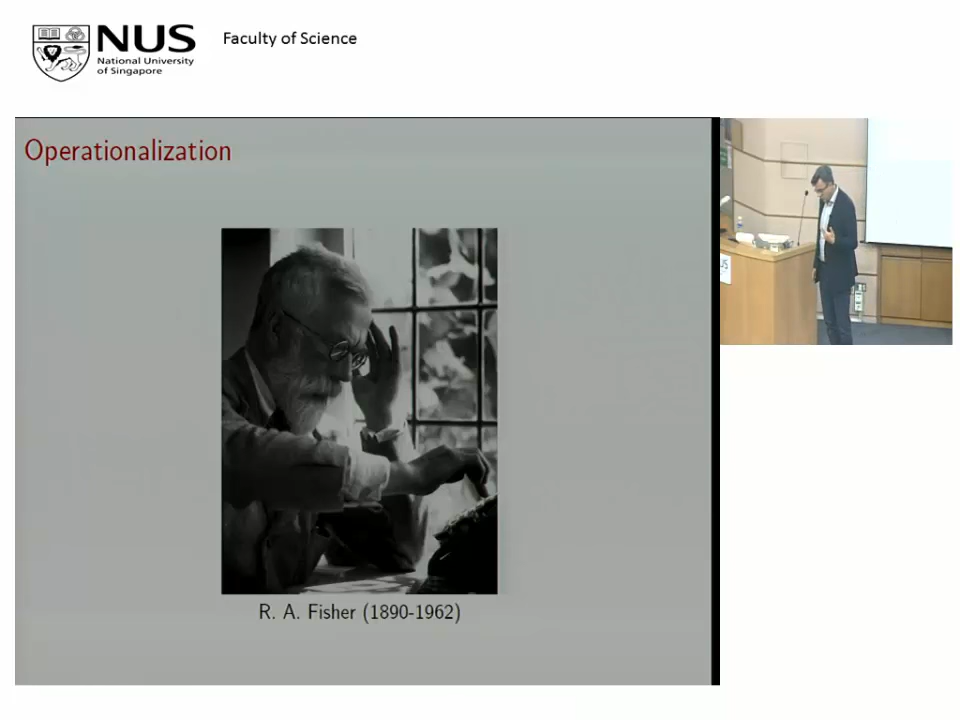 NUS
National University
of Singapore
Faculty of Science
Operationalization
R. A. Fisher (1890-1962)